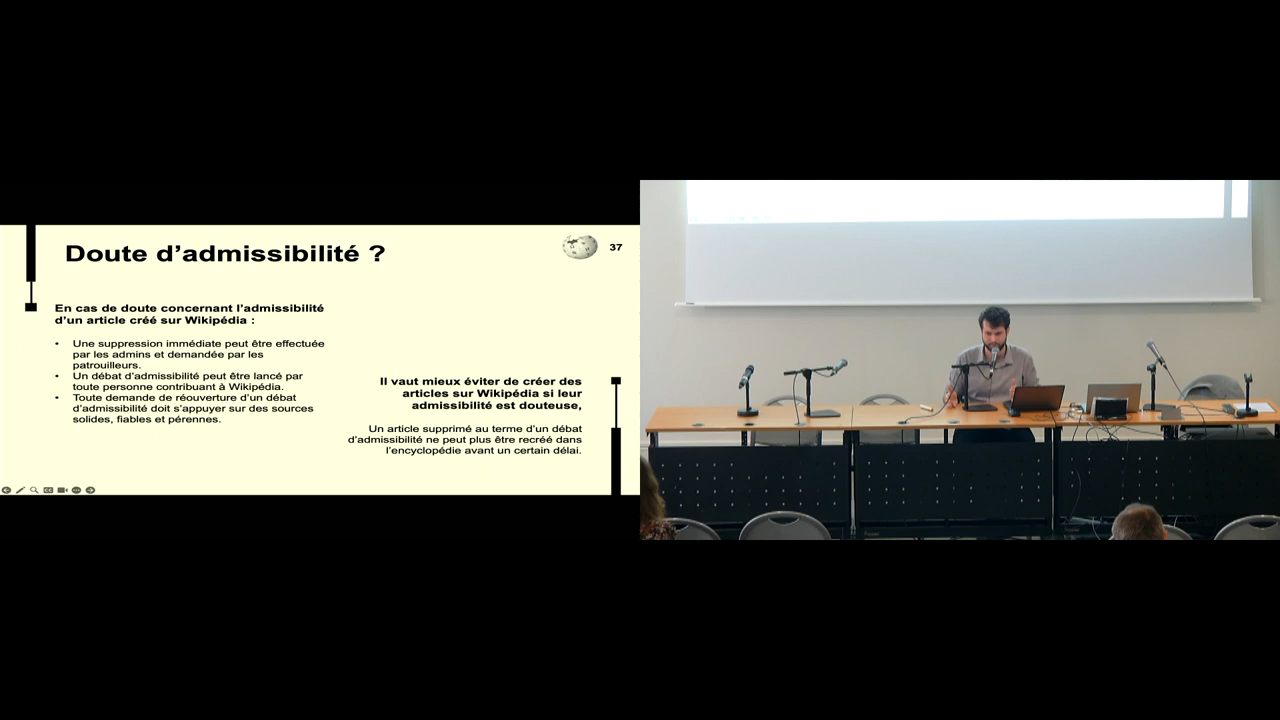 Doute d’admissibilité ?
37
En cas de doute concernant l’admissibilité
d’un article créé sur Wikipédia :
• Une suppression immédiate peut être effectuée
par les admins et demandée par les
patrouilleurs.
• Un débat d’admissibilité peut être lancé par
toute personne contribuant à Wikipédia.
• Toute demande de réouverture d’un débat
d’admissibilité doit s’appuyer sur des sources
solides, fiables et pérennes.
Il vaut mieux éviter de créer des
articles sur Wikipédia si leur
admissibilité est douteuse,
Un article supprimé au terme d’un débat
d’admissibilité ne peut plus être recréé dans
l’encyclopédie avant un certain délai.